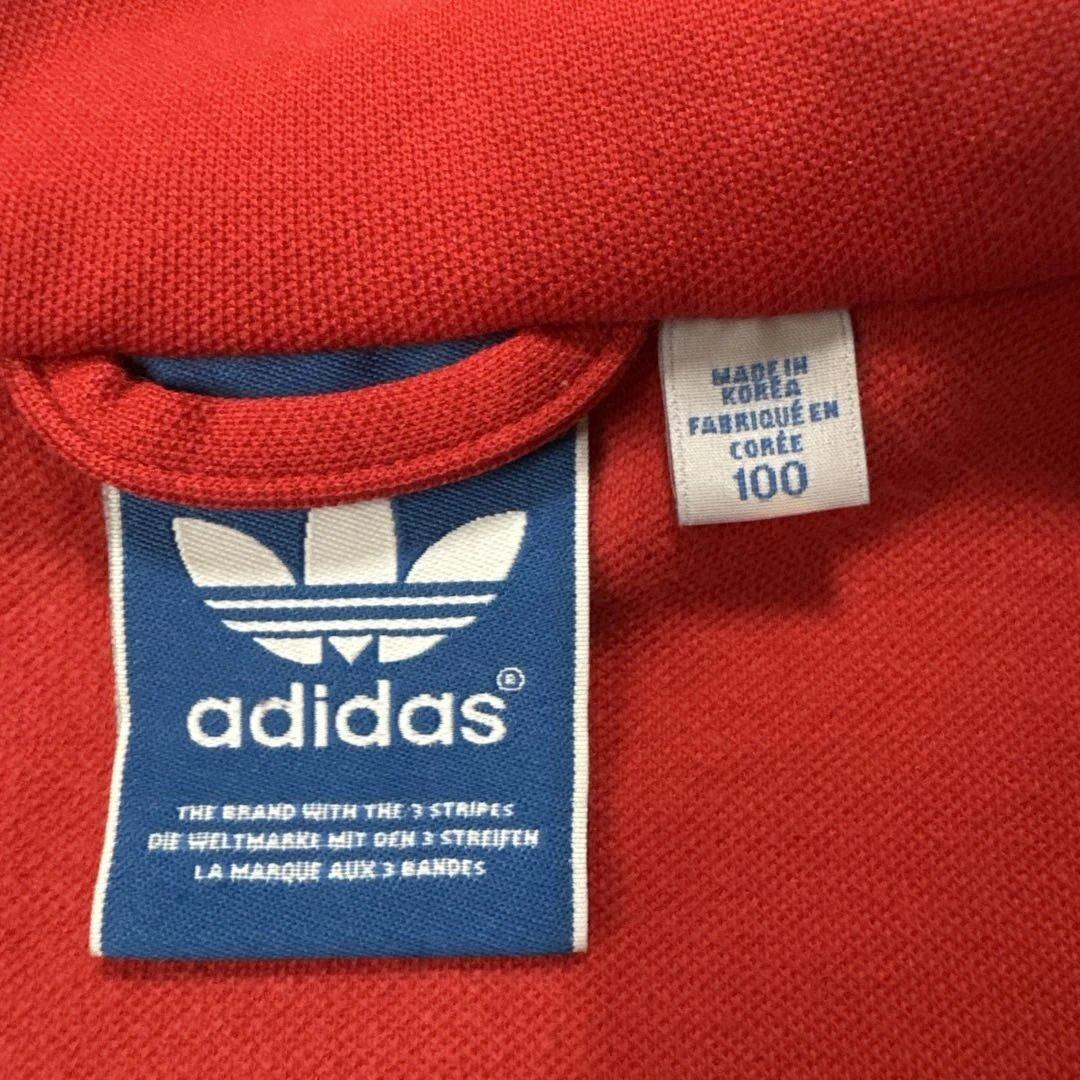 MADE IN
KOREA
FABRIQUÉ EN
CORÉE
100
adidas®
THE BRAND WITH THE 3 STRIPES
DIE WELTMARKE MIT DEN 3 STREIFEN
LA MARQUE AUX 3 BANDES